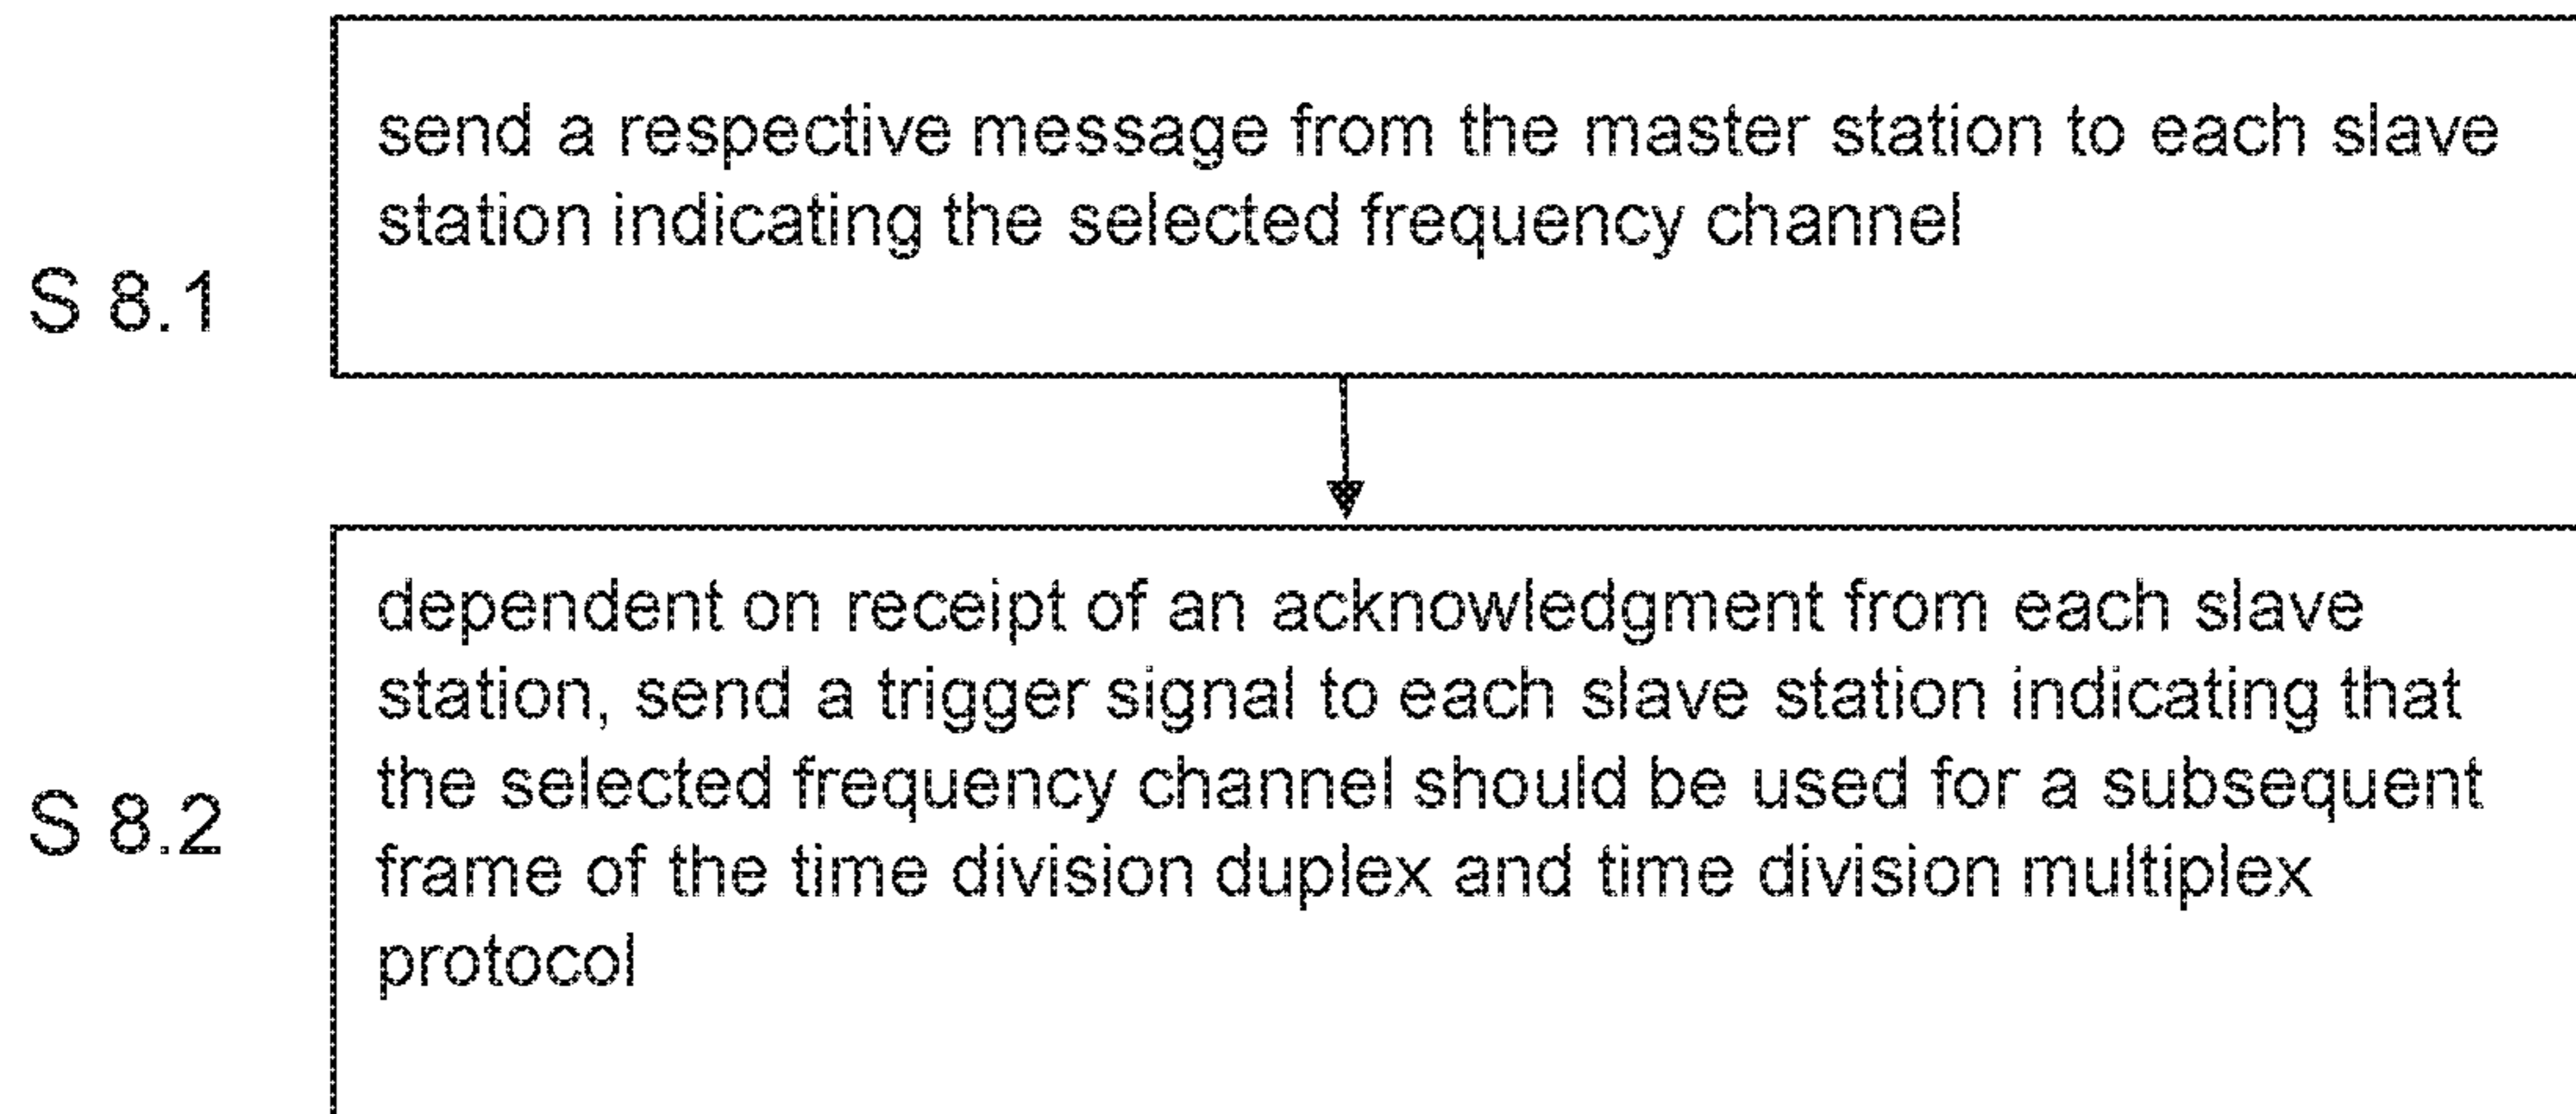 send a respective message from the master station to each slave
station indicating the selected frequency channel
S 8.1
dependent on receipt of an acknowledgment from each slave
station, send a trigger signal to each slave station indicating that
the selected frequency channel should be used for a subsequent
frame of the time division duplex and time division multiplex
protocol
S 8.2